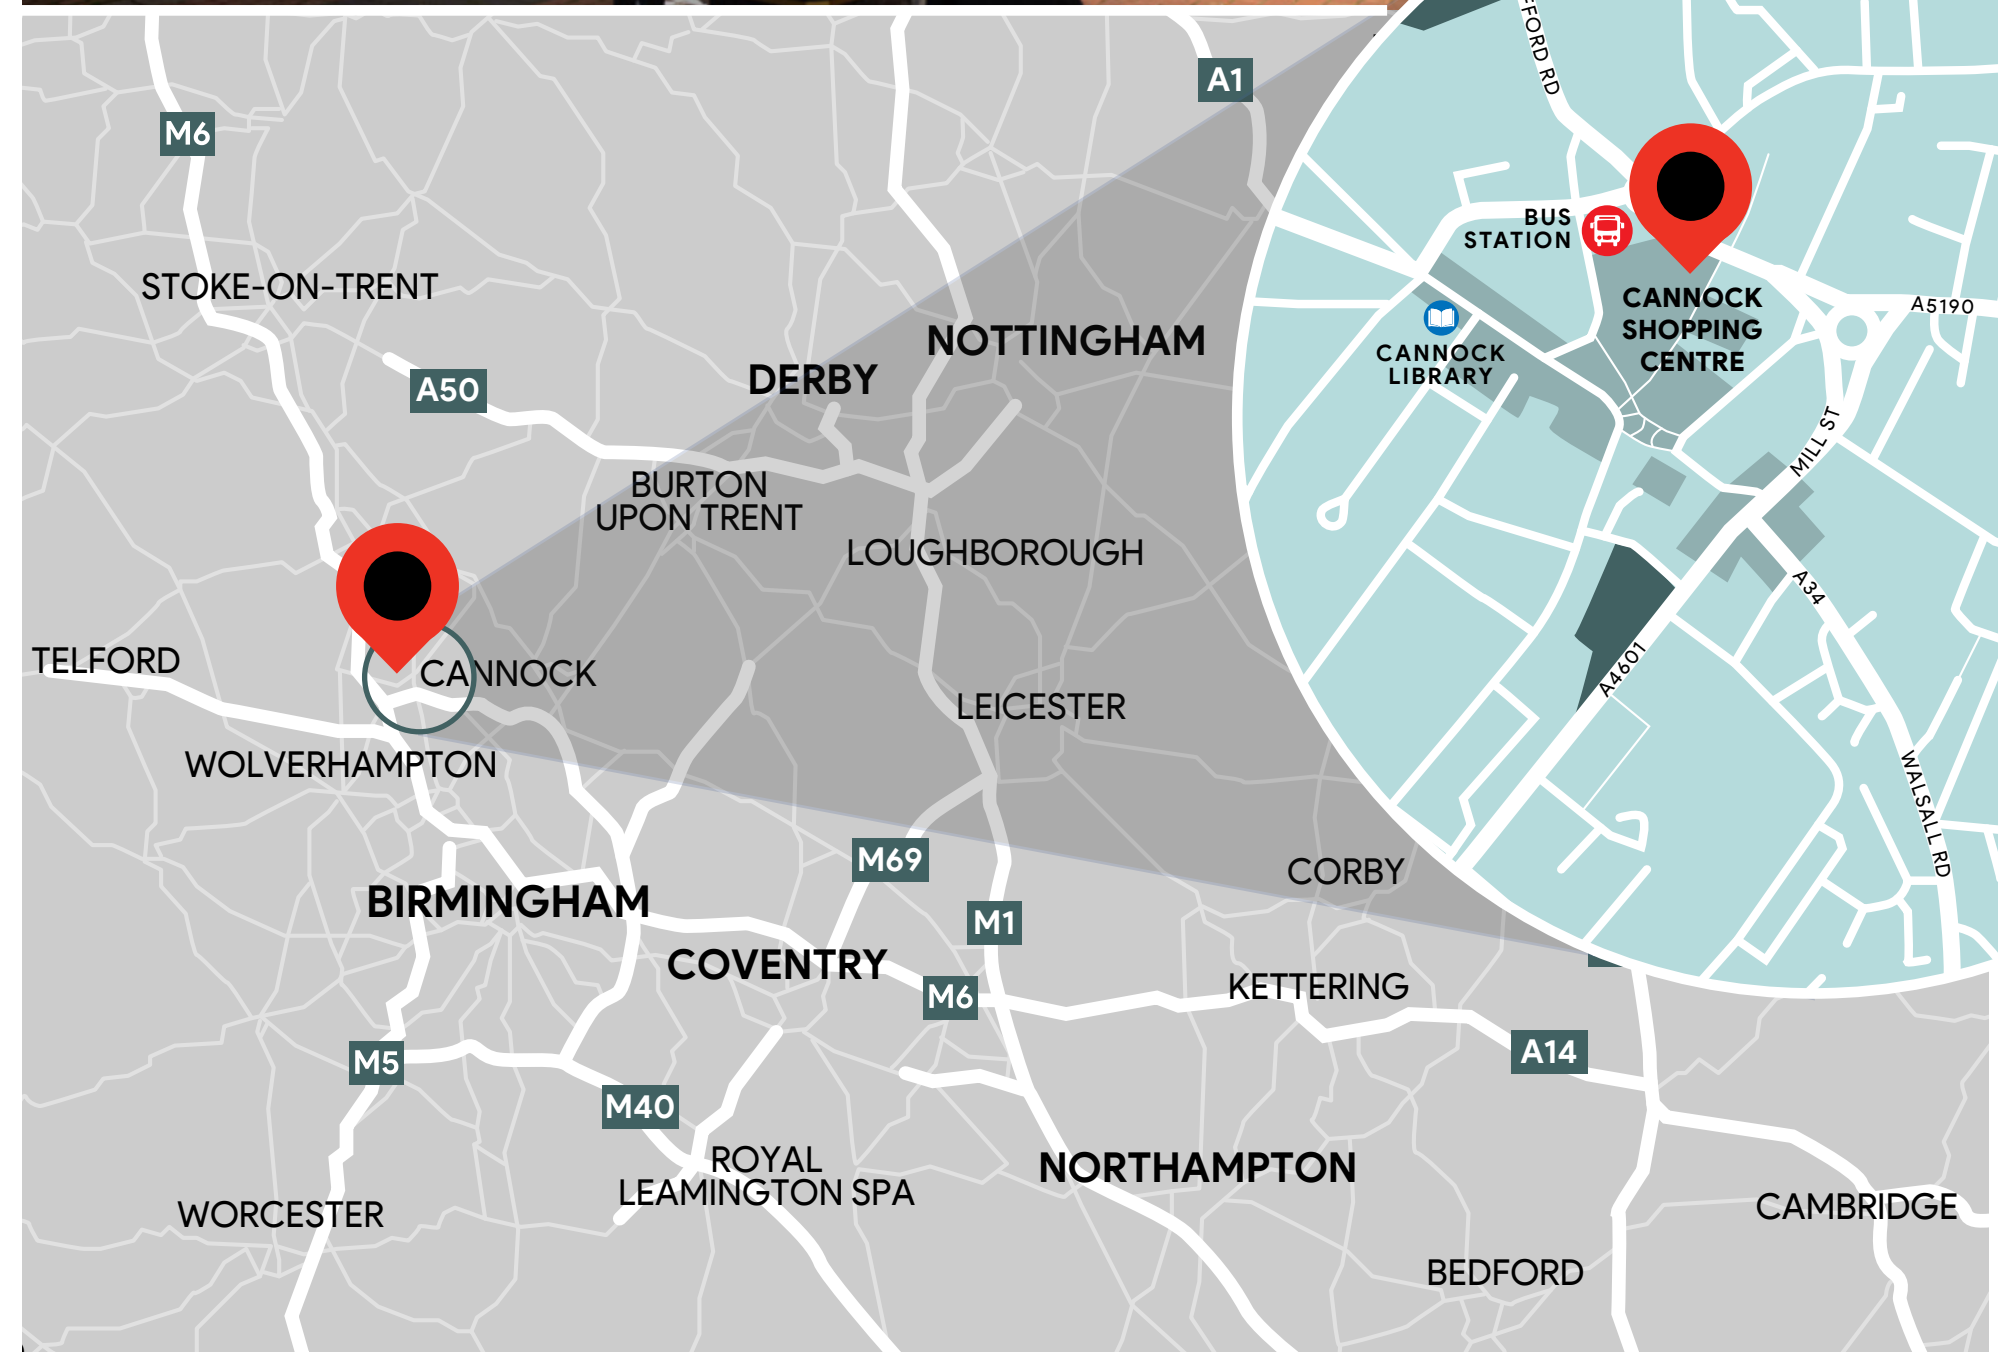 A1
M6
STOKE-ON-TRENT
A50
NOTTINGHAM
DERBY
BURTON
UPON TRENT
LOUGHBOROUGH
TELFORD
CANNOCK
LEICESTER
WOLVERHAMPTON
M69
CORBY
BIRMINGHAM
M1
COVENTRY
M6
KETTERING
M5
A14
M40
ROYAL
LEAMINGTON SPA
NORTHAMPTON
WORCESTER
CAMBRIDGE
BEDFORD
FORD RD
BUS
STATION
CANNOCK
SHOPPING
CENTRE
A5190
CANNOCK
LIBRARY
MILL ST
A34
A4601
WALSALL RD